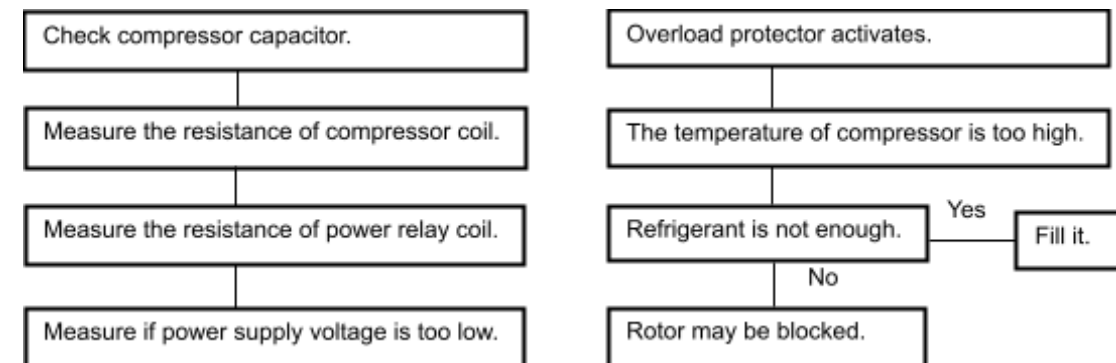 Check compressor capacitor.
Measure the resistance of compressor coil.
Measure the resistance of power relay coil.
Measure if power supply voltage is too low.
Overload protector activates.
The temperature of compressor is too high.
Refrigerant is not enough.
Yes
Fill it.
No
Rotor may be blocked.